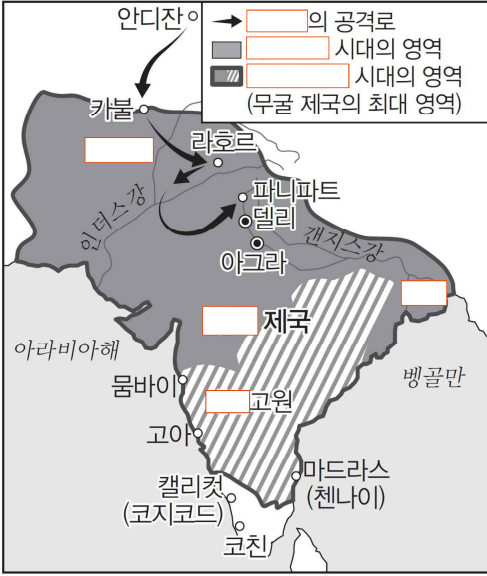 의 공격로
시대의 영역
시대의 영역
(무굴 제국의 최대 영역)
안디잔
카불
라호르
인더스강
파니파트
델리
갠지스강
아그라
제국
아라비아해
벵골만
뭄바이
고원
고아
마드라스
(첸나이)
캘리컷
(코지코드)
코친